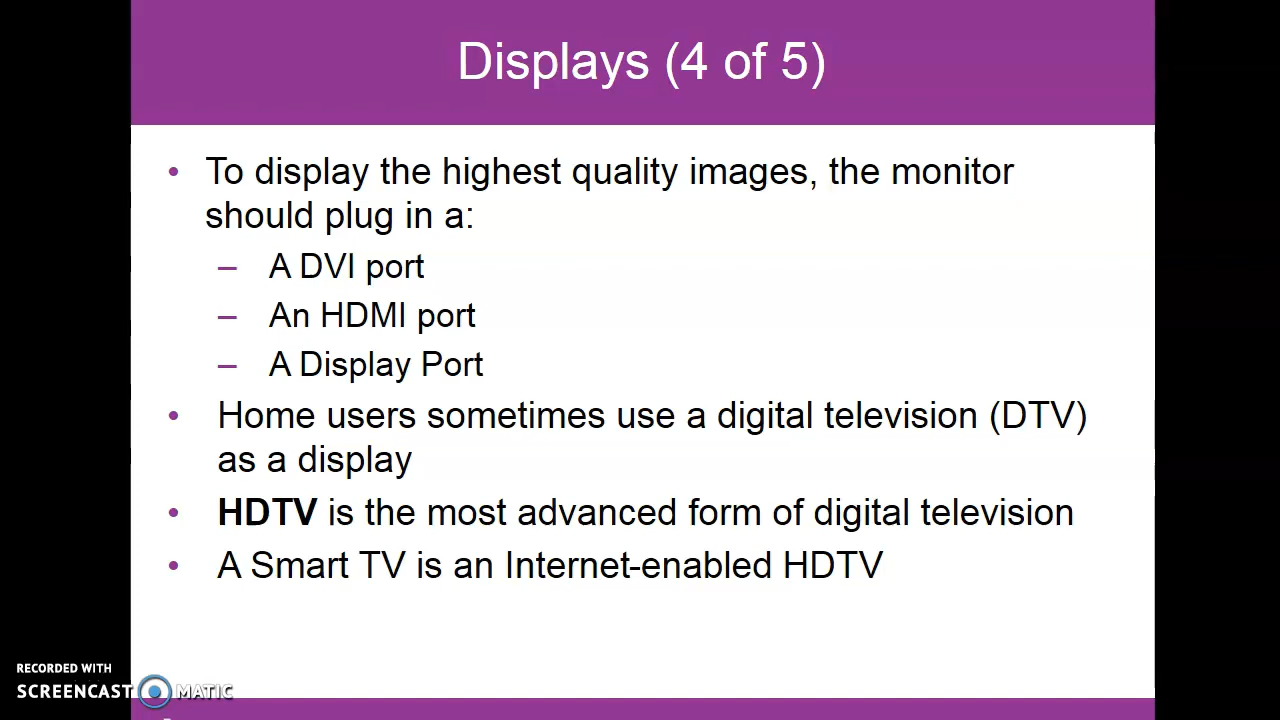 Displays (4 of 5)
• To display the highest quality images, the monitor
should plug in a:
– A DVI port
– An HDMI port
– A Display Port
• Home users sometimes use a digital television (DTV)
as a display
• HDTV is the most advanced form of digital television
• A Smart TV is an Internet-enabled HDTV
RECORDED WITH
SCREENCAST MATIC